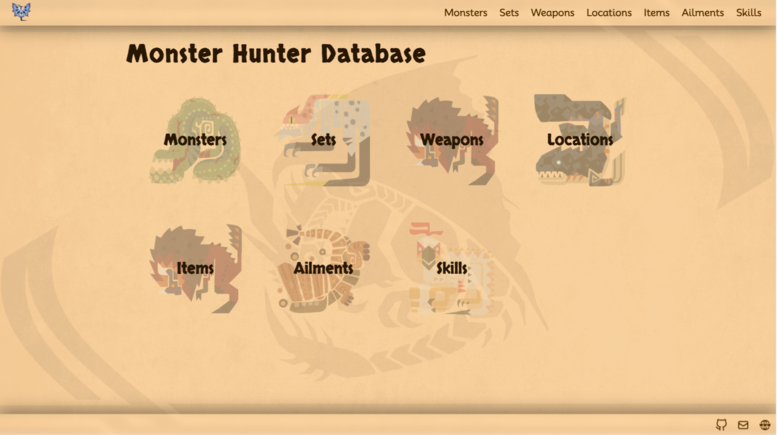 Monsters Sets Weapons Locations Items Ailments Skills
Monster Hunter Database
Monsters Sets Weapons Locations
Items Ailments Skills